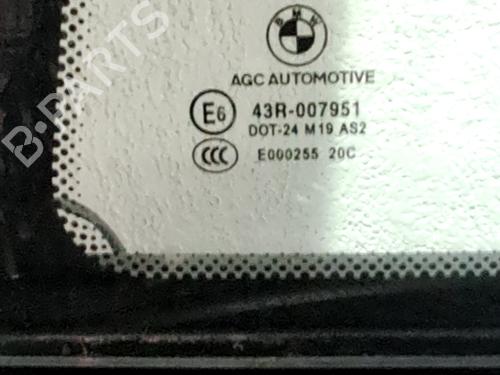 BMW
AGC AUTOMOTIVE
E6 43R-007951
DOT-24 M19 AS2
CCC E000255 20C
B-PARTS